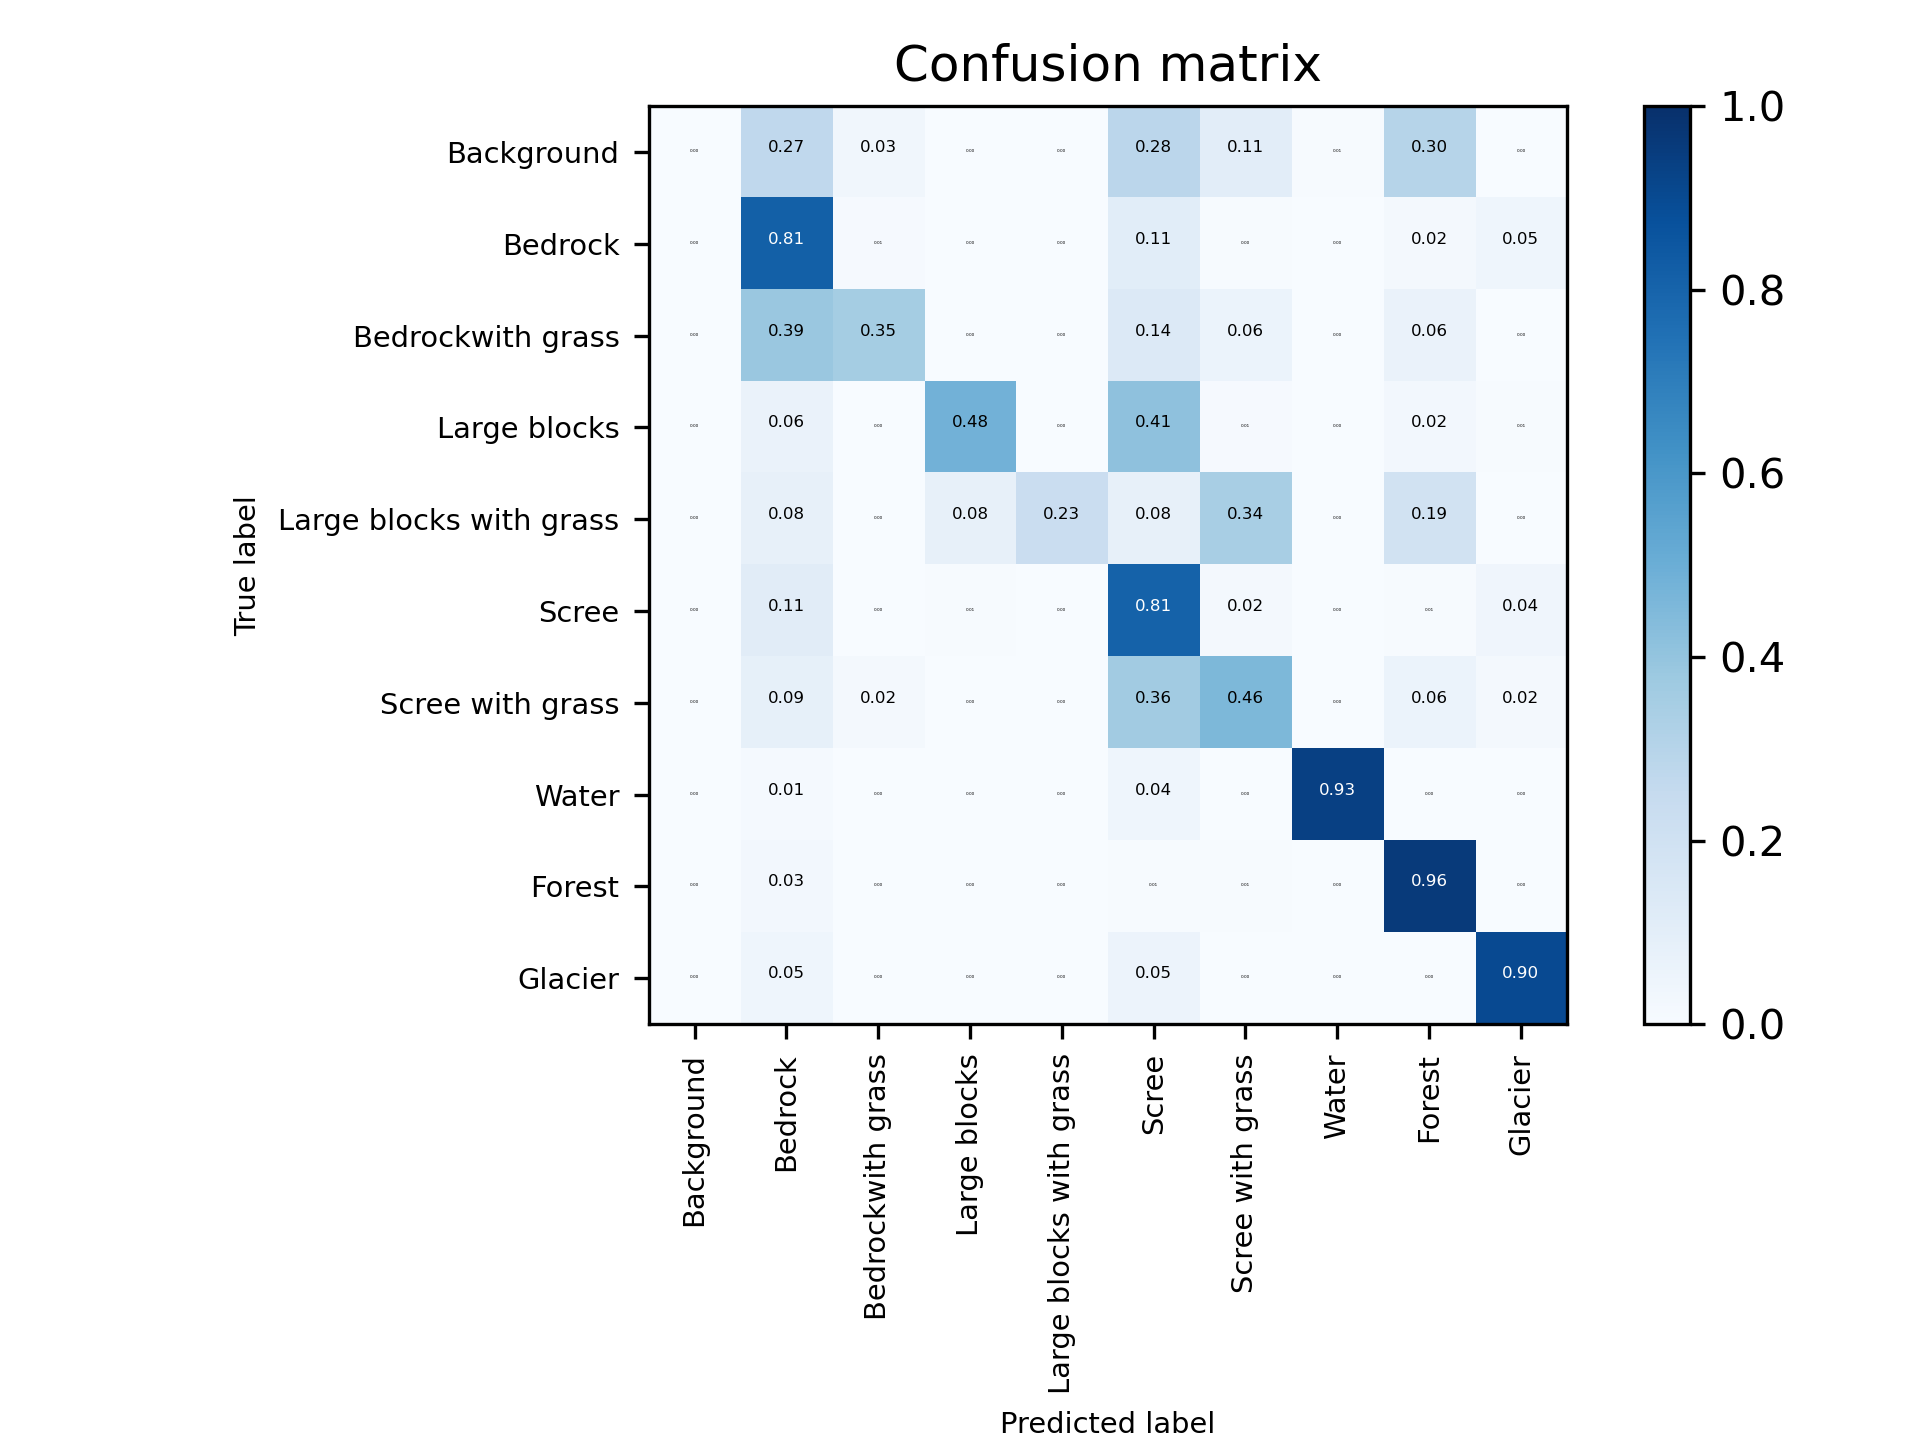 Confusion matrix
Background 0.27 0.03 0.28 0.11 0.30
Bedrock 0.81 0.11 0.02 0.05
Bedrockwith grass 0.39 0.35 0.14 0.06 0.06
Large blocks 0.06 0.48 0.41 0.02
Large blocks with grass 0.08 0.08 0.23 0.08 0.34 0.19
Scree 0.11 0.81 0.02 0.04
Scree with grass 0.09 0.02 0.36 0.46 0.06 0.02
Water 0.01 0.04 0.93
Forest 0.03 0.96
Glacier 0.05 0.05 0.90
True label
Background
Bedrock
Bedrockwith grass
Large blocks
Large blocks with grass
Scree
Scree with grass
Water
Forest
Glacier
Predicted label
1.0
0.8
0.6
0.4
0.2
0.0